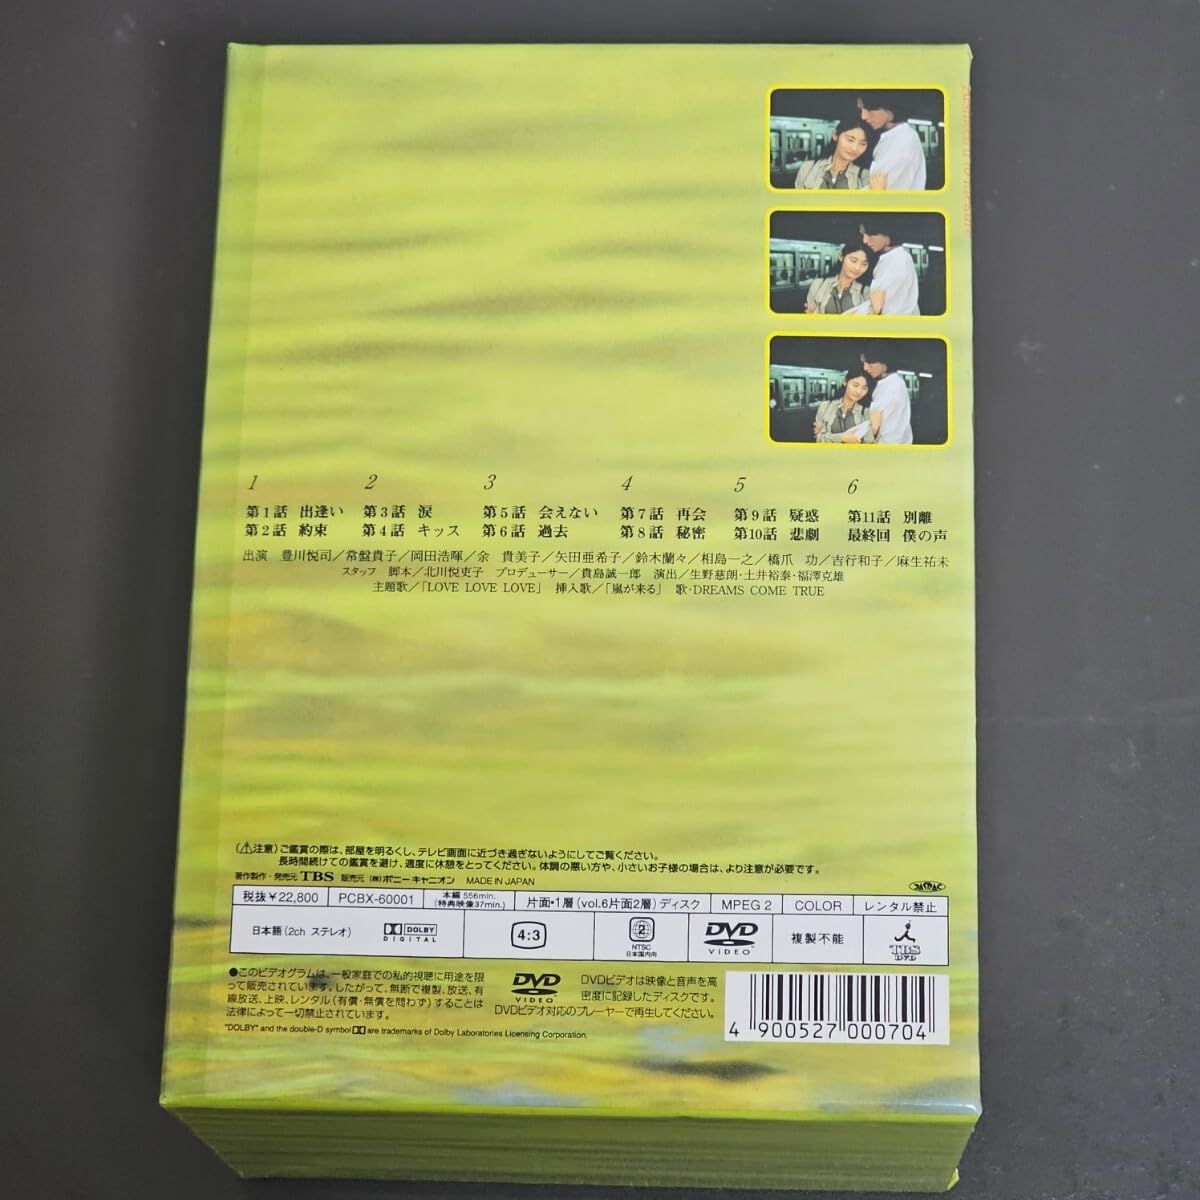 1 2 3 4 5 6
第1話 出逢い 第3話 涙 第5話 会えない 第7話 再会 第9話 疑惑 第11話 別離
第2話 約束 第4話 キッス 第6話 過去 第8話 秘密 第10話 悲劇 最終回 僕の声
出演 豊川悦司/常盤貴子/岡田浩暉/余 貴美子/矢田亜希子/鈴木蘭々/相島一之/橋爪 功/吉行和子/麻生祐未
スタッフ 脚本/北川悦吏子 プロデューサー/貴島誠一郎 演出/生野慈朗・土井裕泰・福澤克雄
主題歌/「LOVE LOVE LOVE」 挿入歌/「嵐が来る」 歌・DREAMS COME TRUE
(⚠注意) ご鑑賞の際は、部屋を明るくし、テレビ画面に近づき過ぎないようにしてご覧ください。
長時間続けての鑑賞を避け、適度に休憩をとってください。体調の悪い方や、小さいお子様の場合は、より注意が必要です。
著作製作・発売元 TBS 販売元 (株)ポニーキャニオン MADE IN JAPAN
JASRAC
税抜¥22,800 PCBX-60001 本編 556min. (特典映像37min.) 片面・1層 (vol.6片面2層) ディスク MPEG 2 COLOR レンタル禁止
日本語 (2ch ステレオ) DOLBY DIGITAL 4:3 2 NTSC 日本国内向 DVD VIDEO 複製不能 TBS DVD
●このビデオグラムは、一般家庭での私的視聴に用途を限
って販売されています。したがって、無断で複製、放送、有
線放送、上映、レンタル (有償・無償を問わず) することは
法律によって一切禁止されています。
"DOLBY" and the double-D symbol are trademarks of Dolby Laboratories Licensing Corporation.
DVD VIDEO
DVDビデオは映像と音声を高
密度に記録したディスクです。
DVDビデオ対応のプレーヤーで再生してください。
4 900527 000704